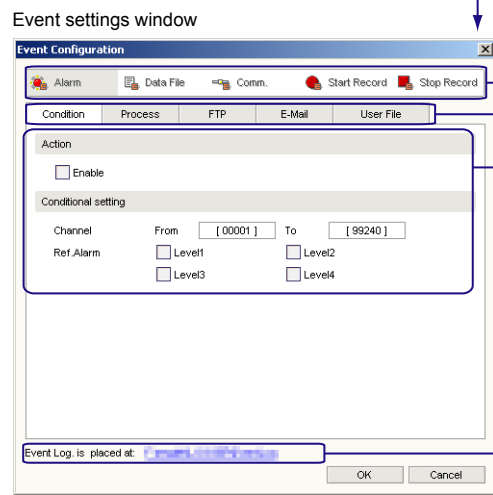 Event settings window
Event Configuration
Alarm Data File Comm. Start Record Stop Record
Condition Process FTP E-Mail User File
Action
Enable
Conditional setting
Channel From [ 00001 ] To [ 99240 ]
Ref.Alarm Level1 Level2
Level3 Level4
Event Log. is placed at:
OK Cancel